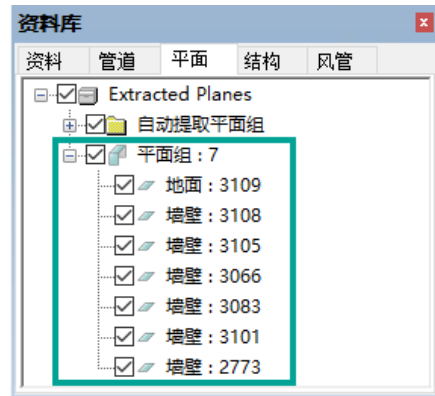 资料库
资料 管道 平面 结构 风管
Extracted Planes
自动提取平面组
平面组 : 7
地面 : 3109
墙壁 : 3108
墙壁 : 3105
墙壁 : 3066
墙壁 : 3083
墙壁 : 3101
墙壁 : 2773